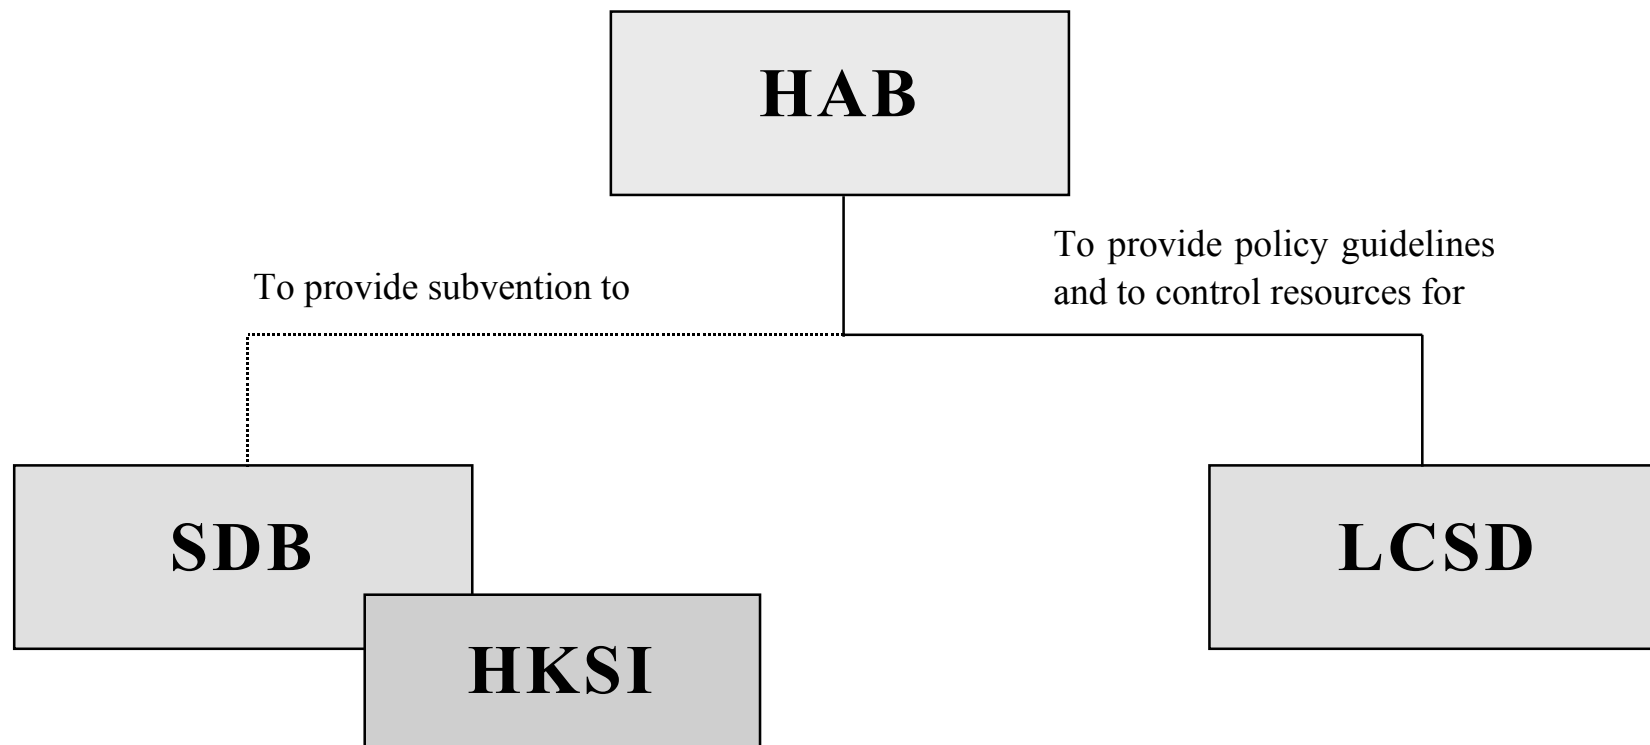 HAB
To provide policy guidelines
and to control resources for
To provide subvention to
SDB
LCSD
HKSI